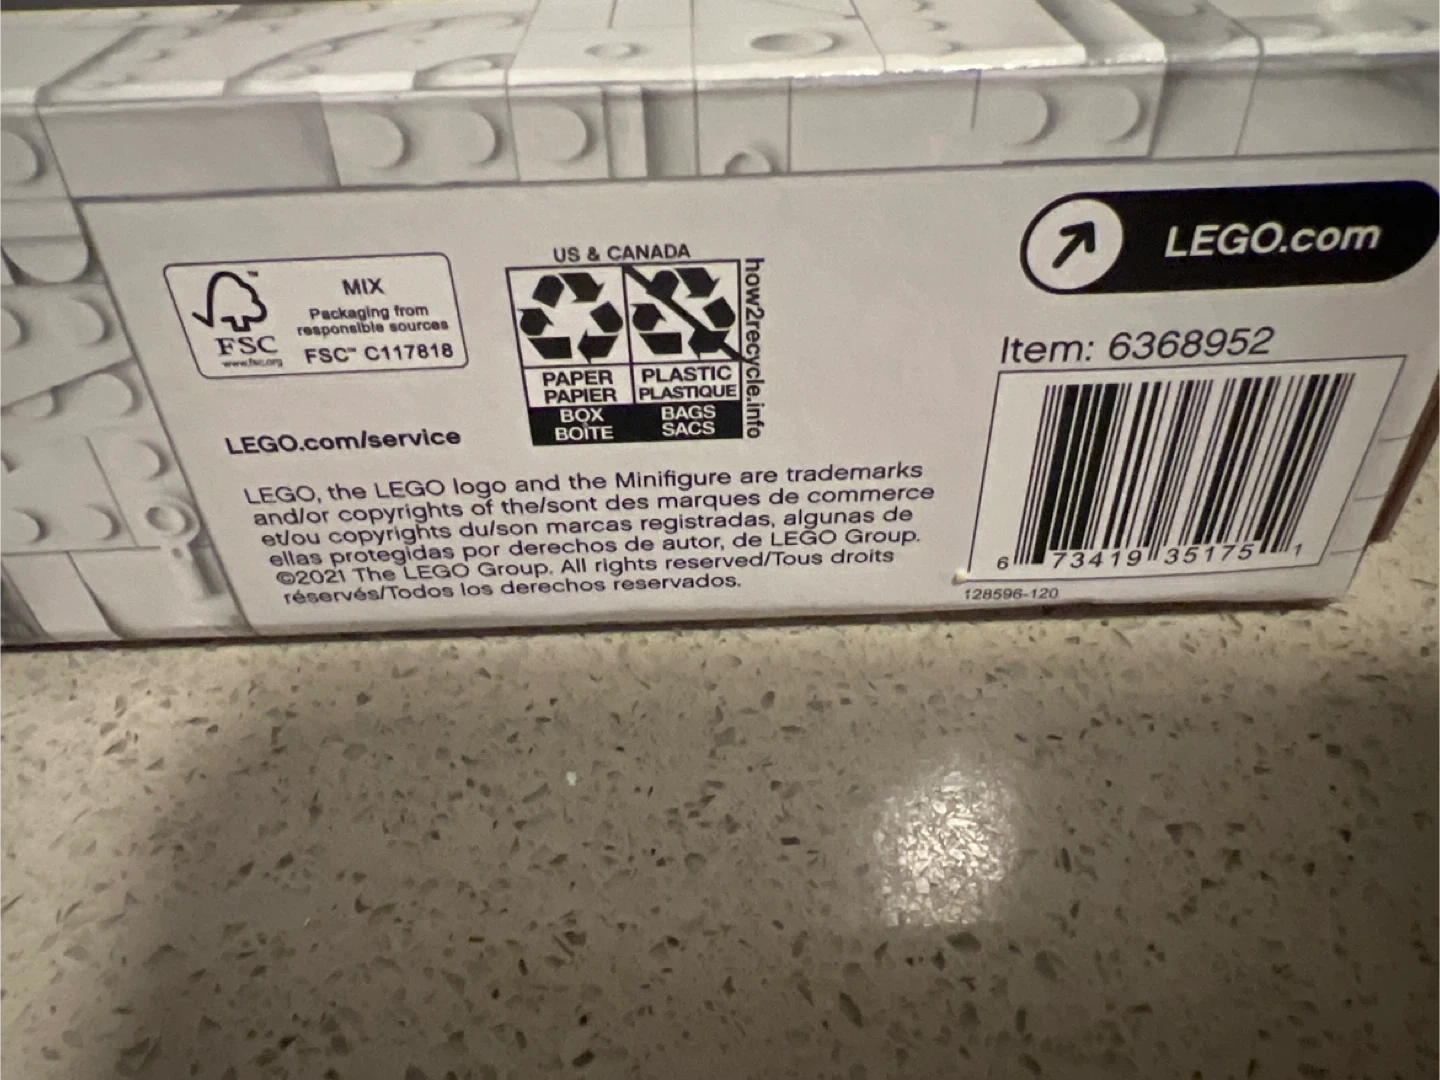 FSC™
www.fsc.org
MIX
Packaging from
responsible sources
FSC™ C117818
LEGO.com/service
US & CANADA
PAPER
PAPIER
BOX
BOÎTE
PLASTIC
PLASTIQUE
BAGS
SACS
how2recycle.info
LEGO, the LEGO logo and the Minifigure are trademarks
and/or copyrights of the/sont des marques de commerce
et/ou copyrights du/son marcas registradas, algunas de
ellas protegidas por derechos de autor, de LEGO Group.
©2021 The LEGO Group. All rights reserved/Tous droits
réservés/Todos los derechos reservados.
LEGO.com
Item: 6368952
6 73419 35175 1
128596-120